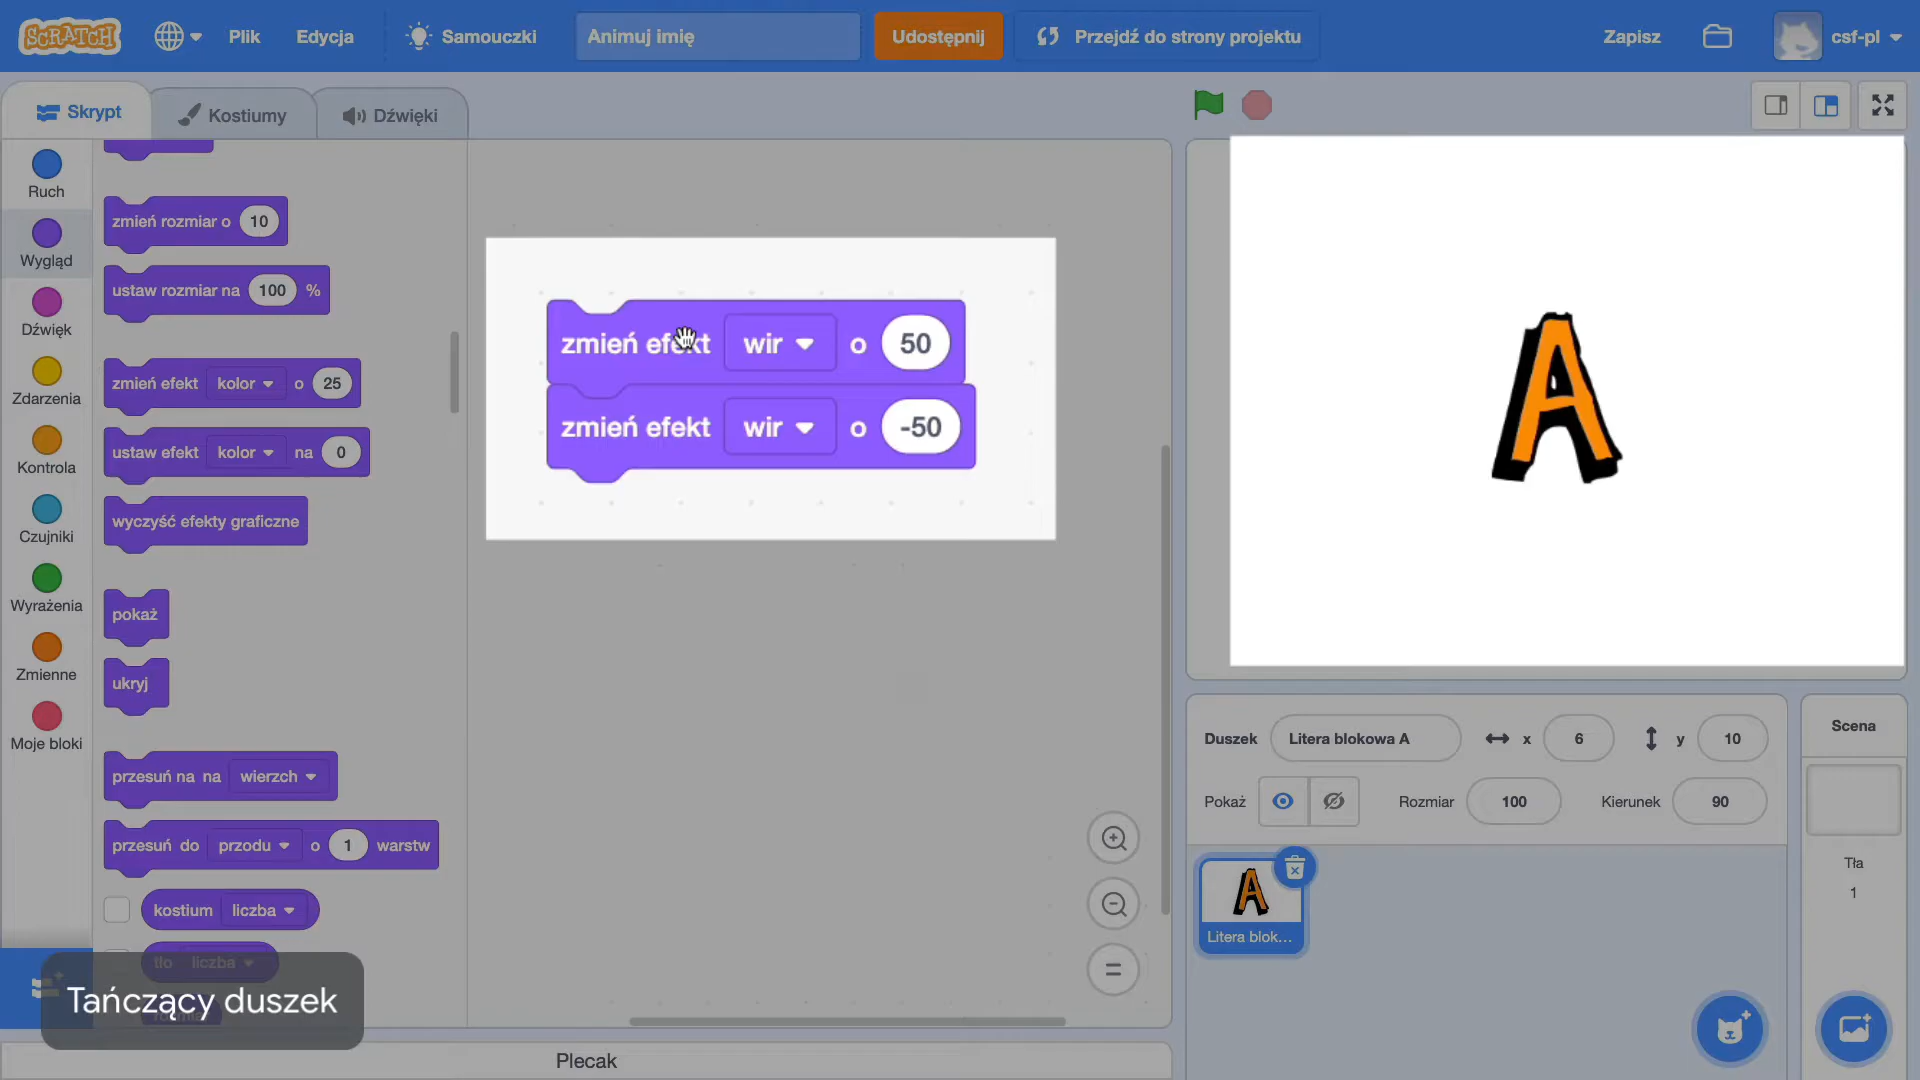 SCRATCH
Plik
Edycja
Samouczki
Animuj imię
Udostępnij
Przejdź do strony projektu
Zapisz
csf-pl
Skrypt
Kostiumy
Dźwięki
Ruch
Wygląd
Dźwięk
Zdarzenia
Kontrola
Czujniki
Wyrażenia
Zmienne
Moje bloki
zmień rozmiar o 10
ustaw rozmiar na 100 %
zmień efekt kolor o 25
ustaw efekt kolor na 0
wyczyść efekty graficzne
pokaż
ukryj
przesuń na na wierzch
przesuń do przodu o 1 warstw
kostium liczba
tło liczba
zmień efekt wir o 50
zmień efekt wir o -50
A
Duszek Litera blokowa A x 6 y 10
Pokaż Rozmiar 100 Kierunek 90
A
Litera blok...
Scena
Tła
1
Tańczący duszek
Plecak